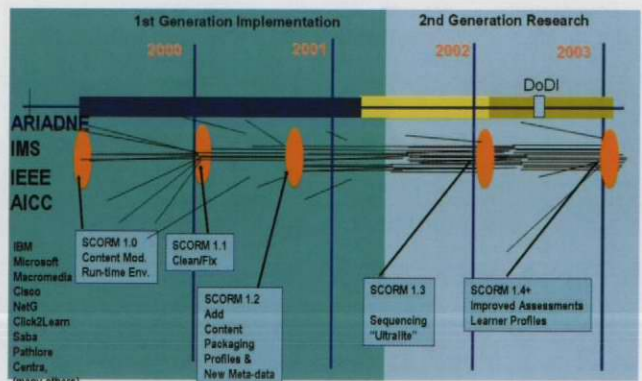 1st Generation Implementation
2nd Generation Research
2000
2001
2002
2003
DoDI
ARIADNE
IMS
IEEE
AICC
IBM
Microsoft
Macromedia
Cisco
NetG
Click2Learn
Saba
Pathlore
Centra,
(many others)
SCORM 1.0
Content Mod.
Run-time Env.
SCORM 1.1
Clean/Fix
SCORM 1.2
Add
Content
Packaging
Profiles &
New Meta-data
SCORM 1.3
Sequencing
"Ultralite"
SCORM 1.4+
Improved Assessments
Learner Profiles